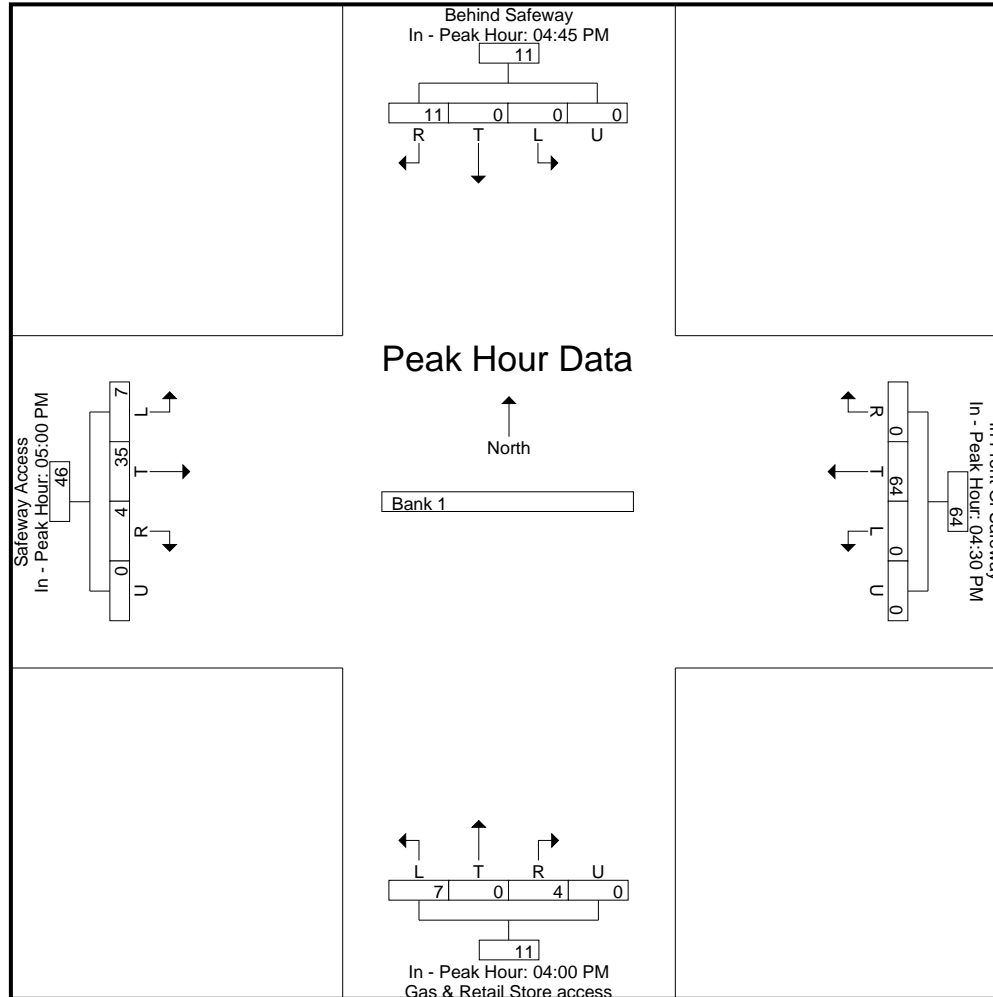 Behind Safeway
In - Peak Hour: 04:45 PM
11
11 0 0 0
R T L U
Peak Hour Data
North
Bank 1
Safeway Access
In - Peak Hour: 05:00 PM
46
7 35 4 0
L T R U
In - Peak Hour: 04:30 PM
64
0 64 0 0
R T L U
L T R U
7 0 4 0
11
In - Peak Hour: 04:00 PM
Gas & Retail Store access